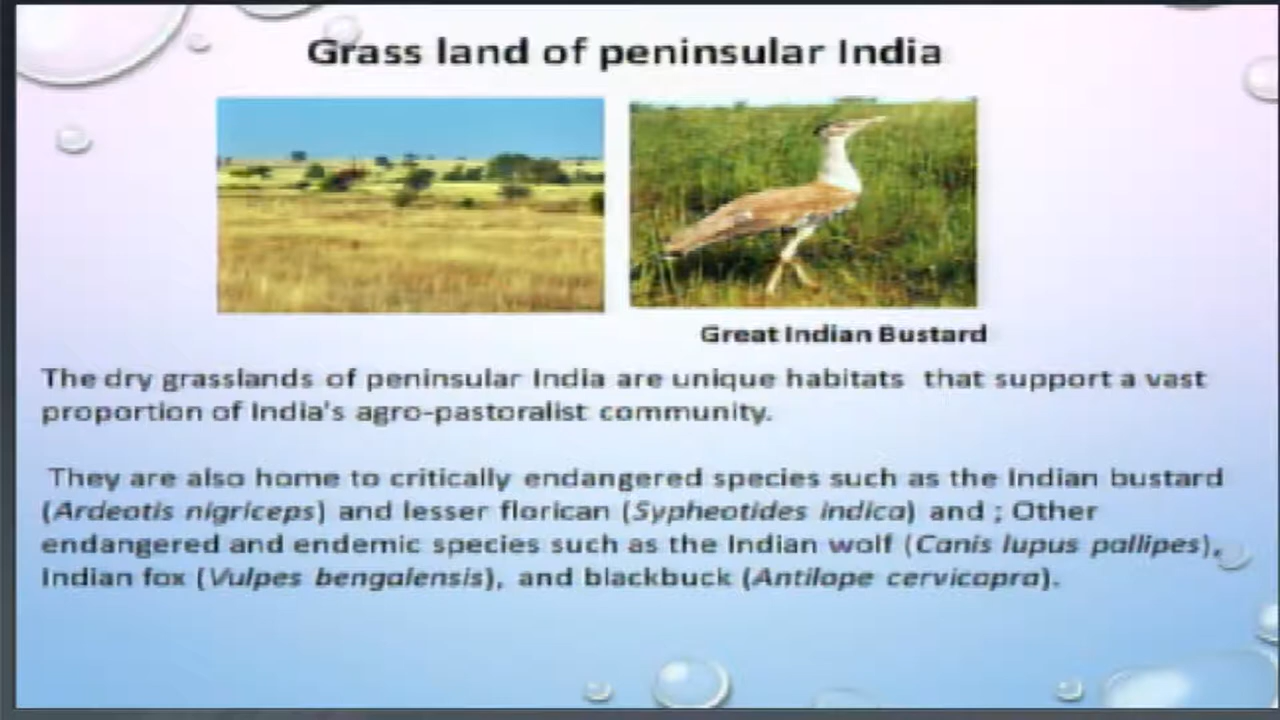 Grass land of peninsular India
Great Indian Bustard
The dry grasslands of peninsular India are unique habitats that support a vast
proportion of India's agro-pastoralist community.
They are also home to critically endangered species such as the Indian bustard
(Ardeotis nigriceps) and lesser florican (Sypheotides indica) and ; Other
endangered and endemic species such as the Indian wolf (Canis lupus pallipes),
Indian fox (Vulpes bengalensis), and blackbuck (Antilope cervicapra).